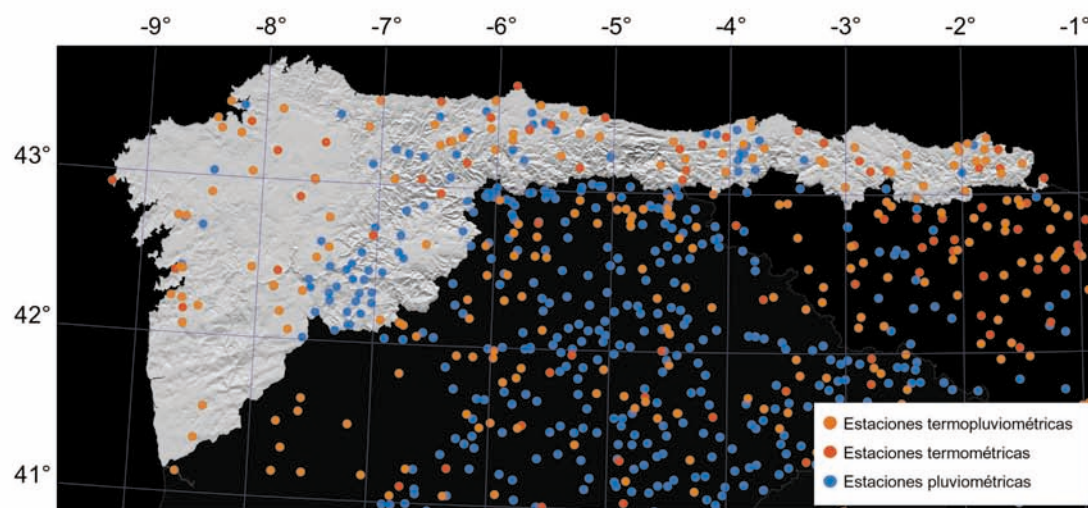 -9° -8° -7° -6° -5° -4° -3° -2° -1°
43°
42°
41°
Estaciones termopluviométricas
Estaciones termométricas
Estaciones pluviométricas